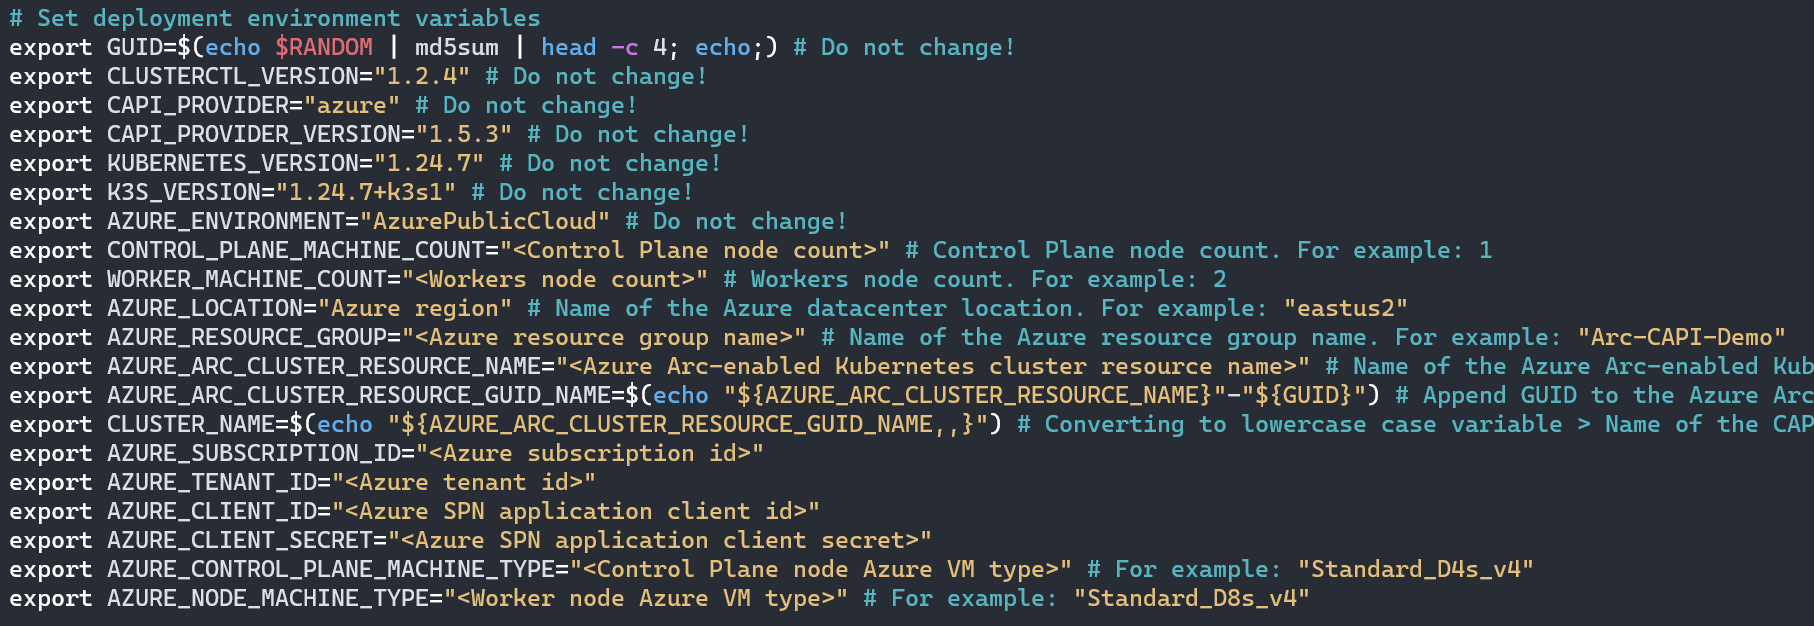 # Set deployment environment variables
export GUID=$(echo $RANDOM | md5sum | head -c 4; echo;) # Do not change!
export CLUSTERCTL_VERSION="1.2.4" # Do not change!
export CAPI_PROVIDER="azure" # Do not change!
export CAPI_PROVIDER_VERSION="1.5.3" # Do not change!
export KUBERNETES_VERSION="1.24.7" # Do not change!
export K3S_VERSION="1.24.7+k3s1" # Do not change!
export AZURE_ENVIRONMENT="AzurePublicCloud" # Do not change!
export CONTROL_PLANE_MACHINE_COUNT="<Control Plane node count>" # Control Plane node count. For example: 1
export WORKER_MACHINE_COUNT="<Workers node count>" # Workers node count. For example: 2
export AZURE_LOCATION="Azure region" # Name of the Azure datacenter location. For example: "eastus2"
export AZURE_RESOURCE_GROUP="<Azure resource group name>" # Name of the Azure resource group name. For example: "Arc-CAPI-Demo"
export AZURE_ARC_CLUSTER_RESOURCE_NAME="<Azure Arc-enabled Kubernetes cluster resource name>" # Name of the Azure Arc-enabled Kub
export AZURE_ARC_CLUSTER_RESOURCE_GUID_NAME=$(echo "${AZURE_ARC_CLUSTER_RESOURCE_NAME}"-"${GUID}") # Append GUID to the Azure Arc
export CLUSTER_NAME=$(echo "${AZURE_ARC_CLUSTER_RESOURCE_GUID_NAME,,}") # Converting to lowercase case variable > Name of the CAP
export AZURE_SUBSCRIPTION_ID="<Azure subscription id>"
export AZURE_TENANT_ID="<Azure tenant id>"
export AZURE_CLIENT_ID="<Azure SPN application client id>"
export AZURE_CLIENT_SECRET="<Azure SPN application client secret>"
export AZURE_CONTROL_PLANE_MACHINE_TYPE="<Control Plane node Azure VM type>" # For example: "Standard_D4s_v4"
export AZURE_NODE_MACHINE_TYPE="<Worker node Azure VM type>" # For example: "Standard_D8s_v4"